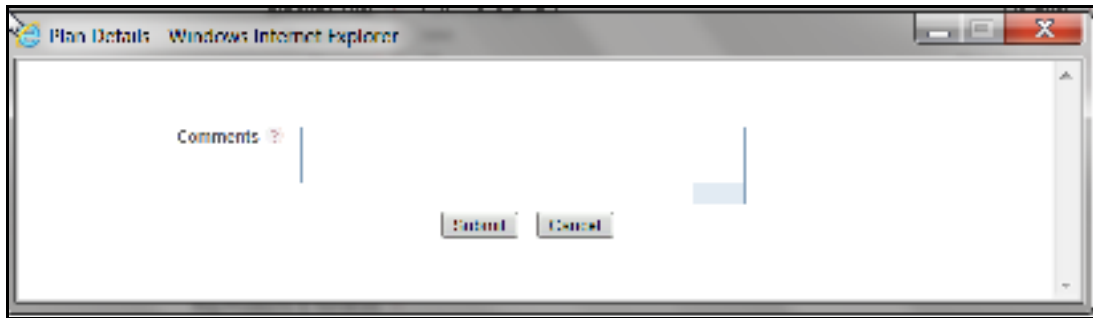 Plan Details - Windows Internet Explorer
Comments ?
Submit Cancel